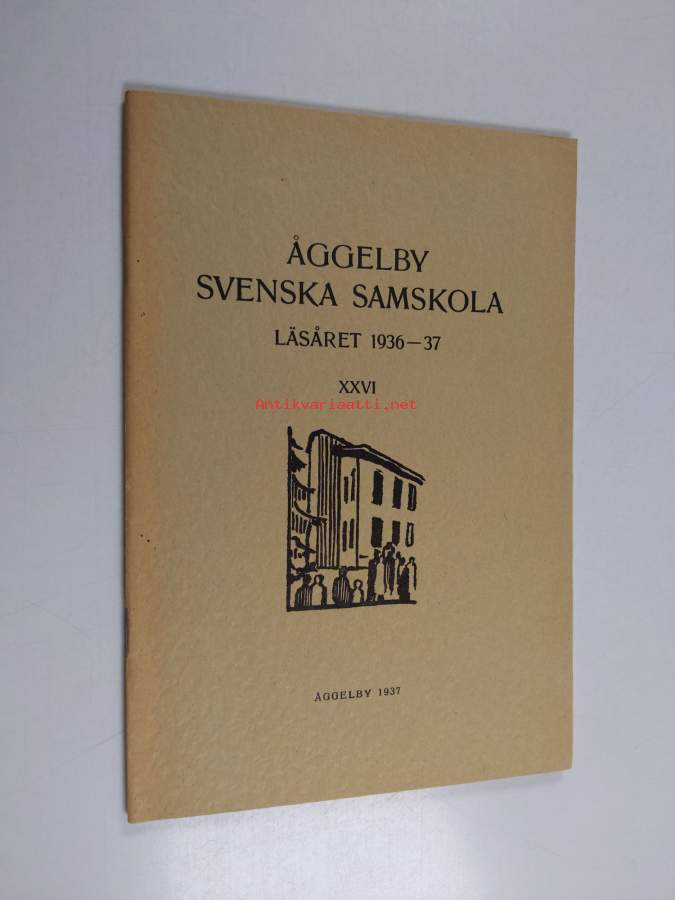 ÅGGELBY
SVENSKA SAMSKOLA
LÄSÅRET 1936—37
XXVI
Antikvariaatti.net
ÅGGELBY 1937